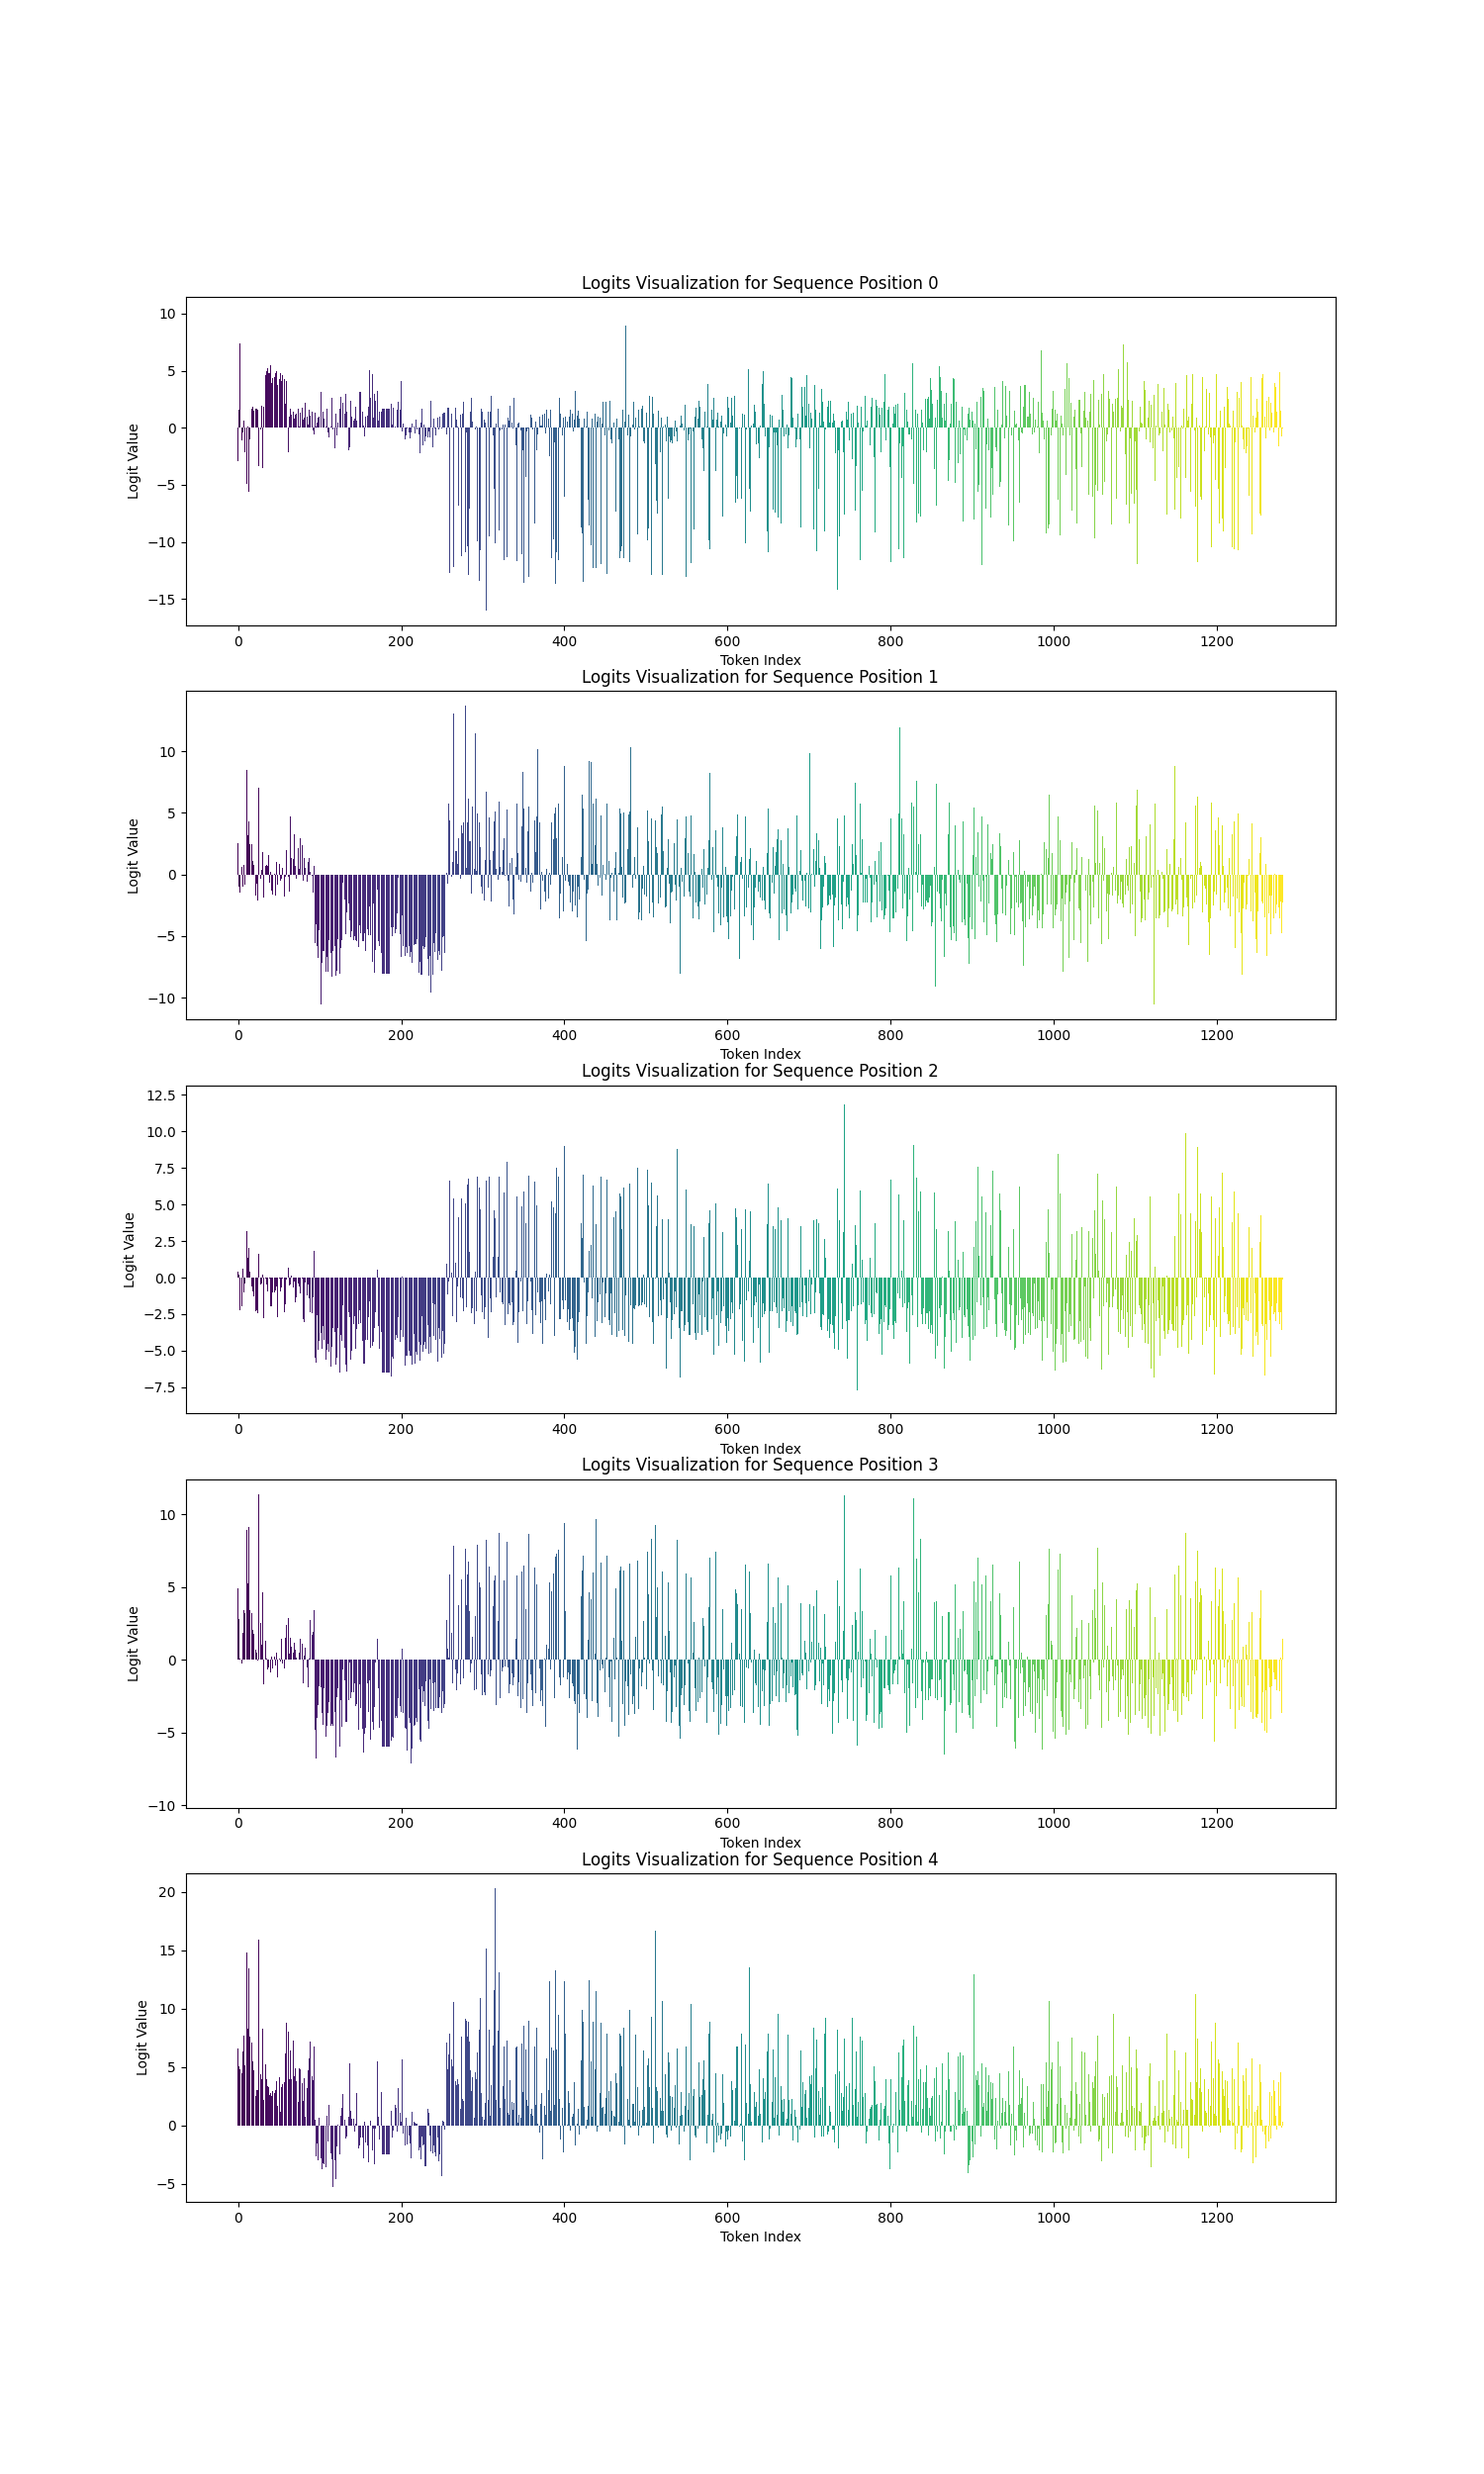 Logits Visualization for Sequence Position 0
10
5
0
−5
−10
−15
Logit Value
0 200 400 600 800 1000 1200
Token Index
Logits Visualization for Sequence Position 1
10
5
0
−5
−10
Logit Value
0 200 400 600 800 1000 1200
Token Index
Logits Visualization for Sequence Position 2
12.5
10.0
7.5
5.0
2.5
0.0
−2.5
−5.0
−7.5
Logit Value
0 200 400 600 800 1000 1200
Token Index
Logits Visualization for Sequence Position 3
10
5
0
−5
−10
Logit Value
0 200 400 600 800 1000 1200
Token Index
Logits Visualization for Sequence Position 4
20
15
10
5
0
−5
Logit Value
0 200 400 600 800 1000 1200
Token Index